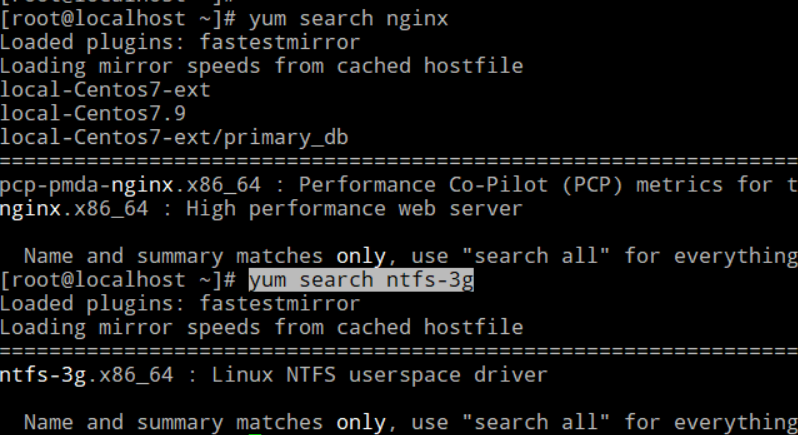 [root@localhost ~]#
[root@localhost ~]# yum search nginx
Loaded plugins: fastestmirror
Loading mirror speeds from cached hostfile
local-Centos7-ext
local-Centos7.9
local-Centos7-ext/primary_db
================================================================
pcp-pmda-nginx.x86_64 : Performance Co-Pilot (PCP) metrics for t
nginx.x86_64 : High performance web server
Name and summary matches only, use "search all" for everything
[root@localhost ~]# yum search ntfs-3g
Loaded plugins: fastestmirror
Loading mirror speeds from cached hostfile
================================================================
ntfs-3g.x86_64 : Linux NTFS userspace driver
Name and summary matches only, use "search all" for everything